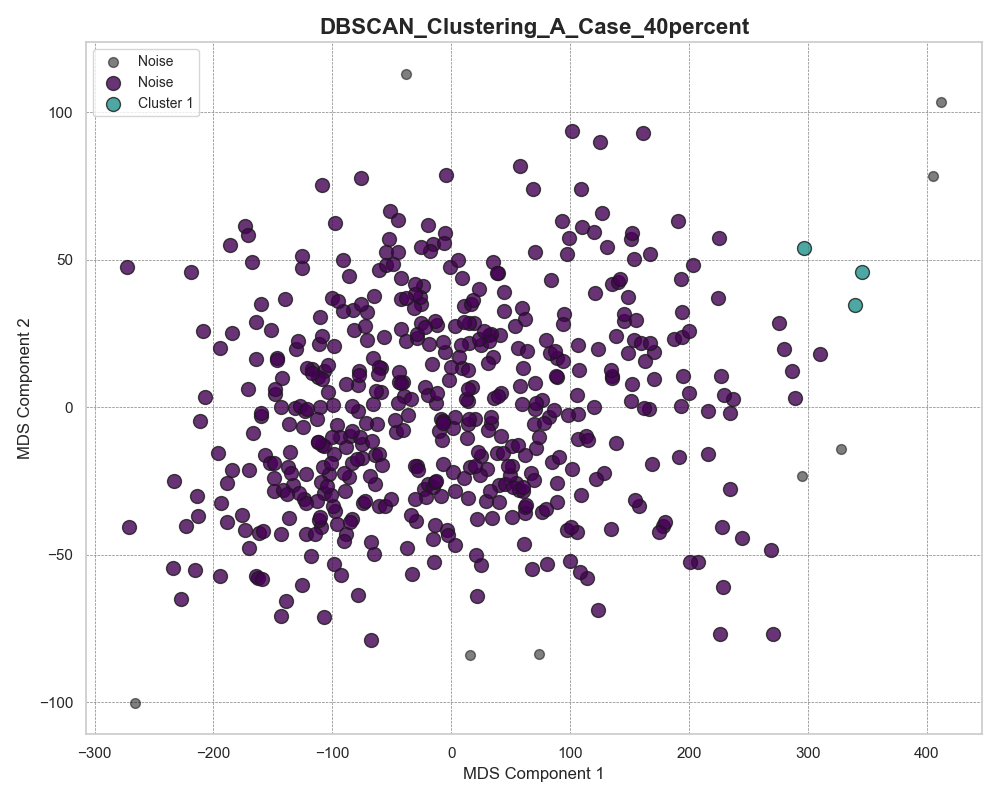 DBSCAN_Clustering_A_Case_40percent
Noise
Noise
Cluster 1
100
50
0
−50
−100
MDS Component 2
−300 −200 −100 0 100 200 300 400
MDS Component 1